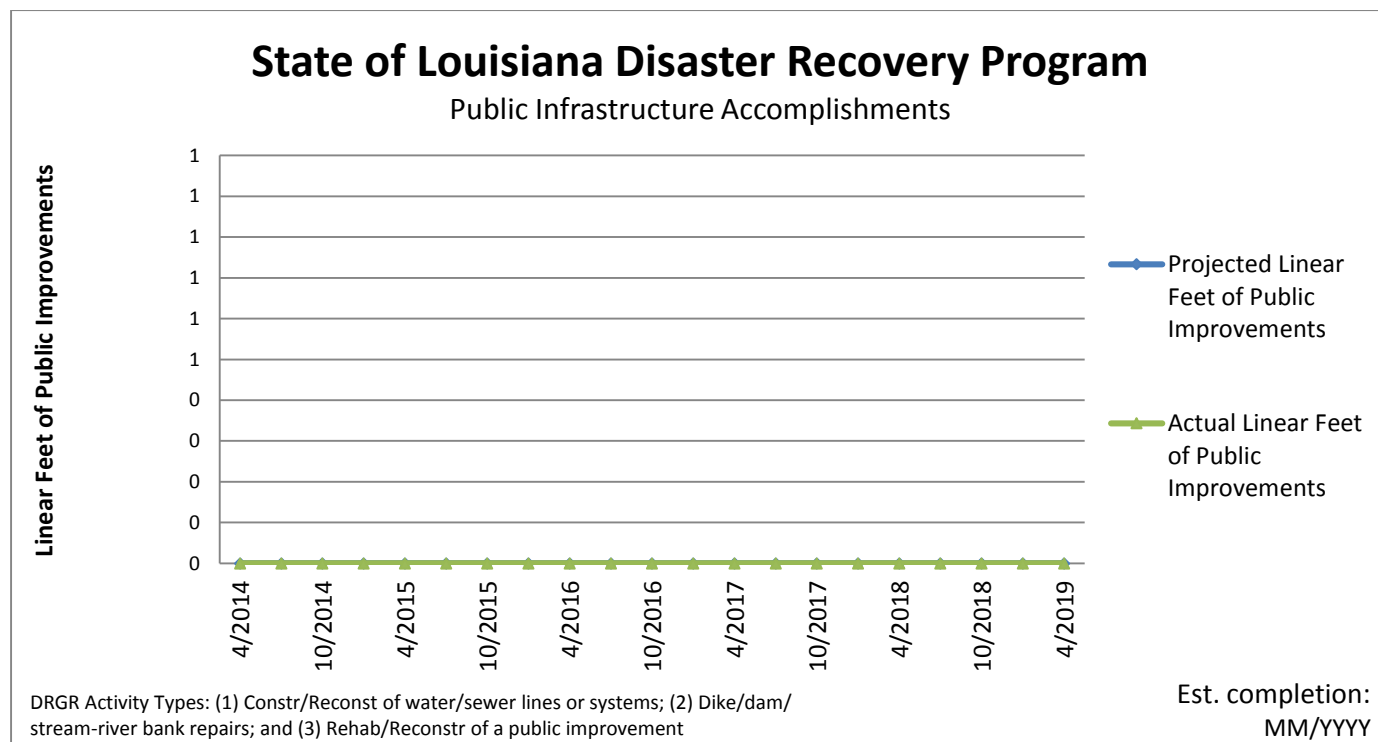 State of Louisiana Disaster Recovery Program
Public Infrastructure Accomplishments
Linear Feet of Public Improvements
1
1
1
1
1
1
0
0
0
0
0
4/2014
10/2014
4/2015
10/2015
4/2016
10/2016
4/2017
10/2017
4/2018
10/2018
4/2019
Projected Linear
Feet of Public
Improvements
Actual Linear Feet
of Public
Improvements
DRGR Activity Types: (1) Constr/Reconst of water/sewer lines or systems; (2) Dike/dam/
stream-river bank repairs; and (3) Rehab/Reconstr of a public improvement
Est. completion:
MM/YYYY